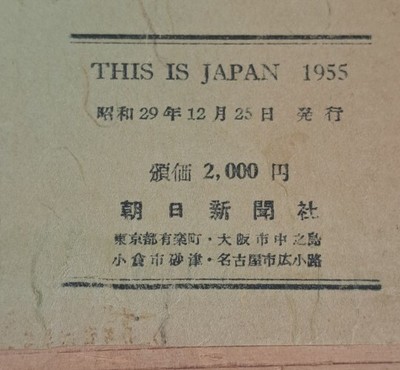 THIS IS JAPAN 1955
昭和29年12月25日 発行
頒価 2,000 円
朝日新聞社
東京都有楽町・大阪市中之島
小倉市砂津・名古屋市広小路